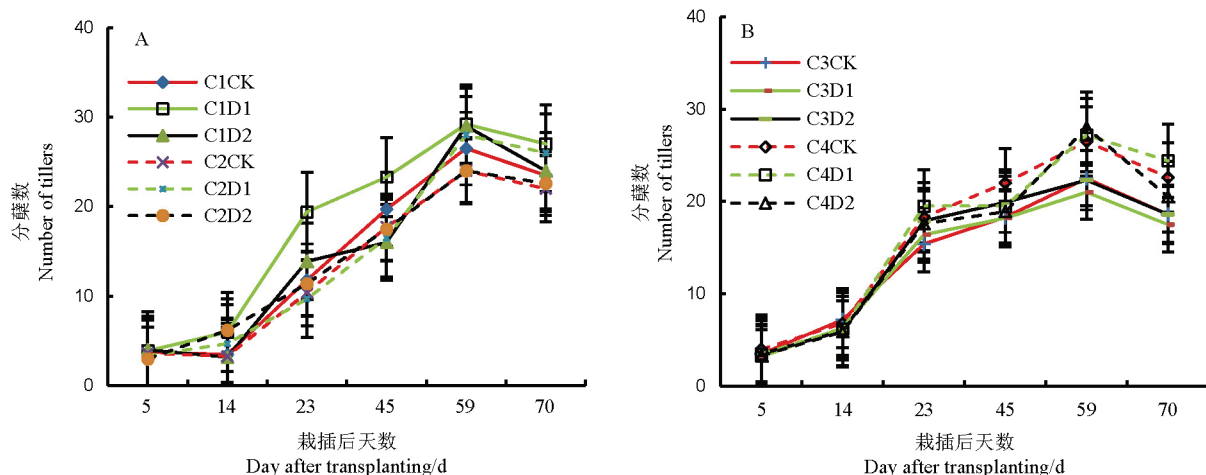 A
40
30
20
10
0
分蘖数
Number of tillers
C1CK
C1D1
C1D2
C2CK
C2D1
C2D2
5 14 23 45 59 70
栽插后天数
Day after transplanting/d
B
40
30
20
10
0
分蘖数
Number of tillers
C3CK
C3D1
C3D2
C4CK
C4D1
C4D2
5 14 23 45 59 70
栽插后天数
Day after transplanting/d